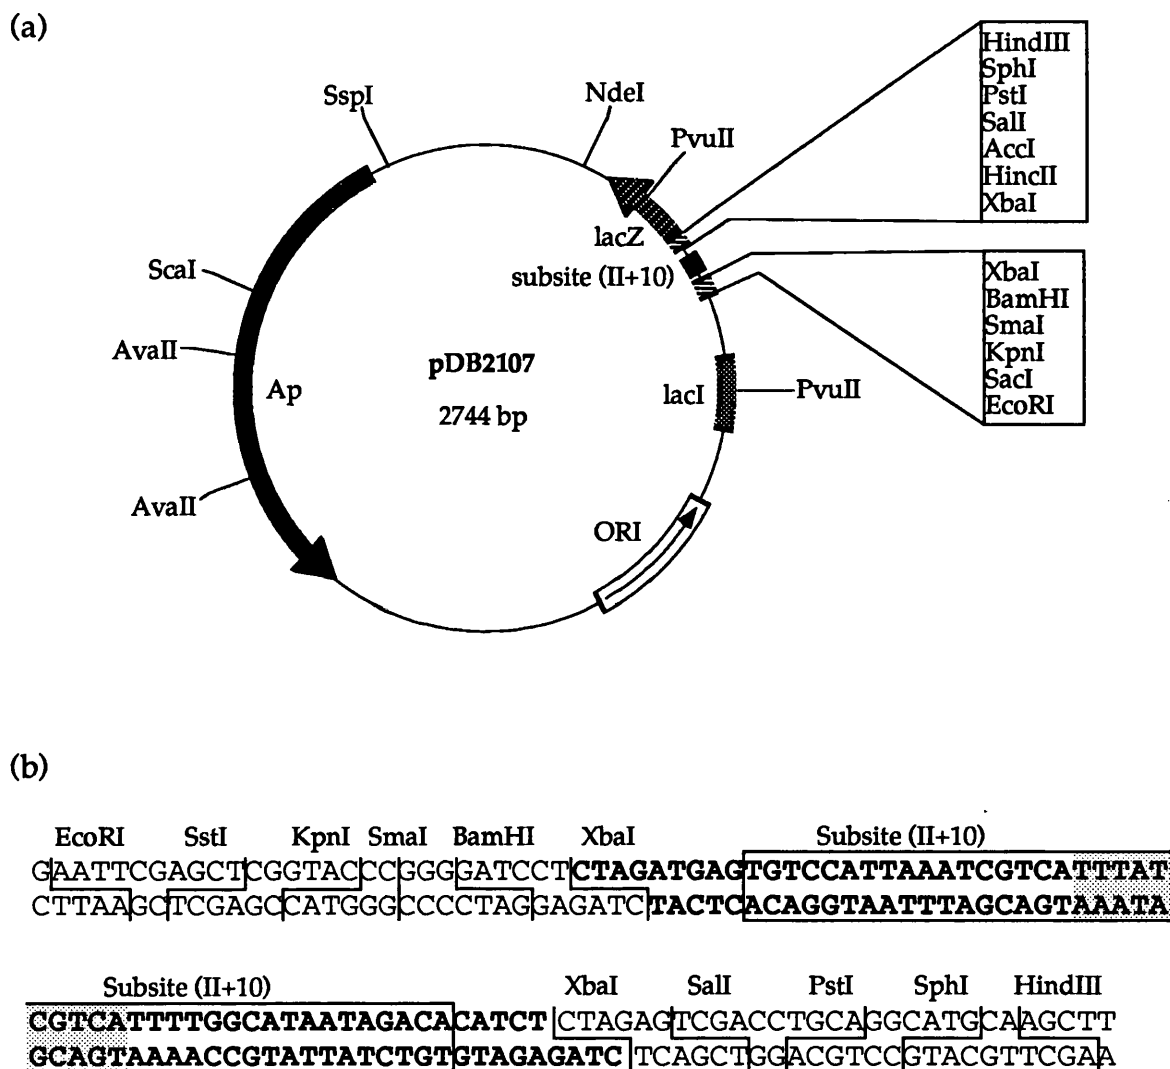 (a)
HindIII
SphI
PstI
SalI
AccI
HincII
XbaI
SspI
NdeI
PvuII
lacZ
subsite (II+10)
XbaI
BamHI
SmaI
KpnI
SacI
EcoRI
ScaI
AvaII
Ap
pDB2107
2744 bp
lacI
PvuII
AvaII
ORI
(b)
EcoRI SstI KpnI SmaI BamHI XbaI Subsite (II+10)
GAATTCGAGCTCGGTACCCGGGGATCCTCTAGATGAGTGTCCATTAAATCGTCATTTAT
CTTAAGCTCGAGCCATGGGCCCCTAGGAGATCTACTCACAGGTAATTTAGCAGTAAATA
Subsite (II+10) XbaI SalI PstI SphI HindIII
CGTCATTTTGGCATAATAGACACATCTCTAGAGTCGACCTGCAGGCATGCAAGCTT
GCAGTAAAACCGTATTATCTGTGTAGAGATCTCAGCTGGACGTCCGTACGTTCGAA